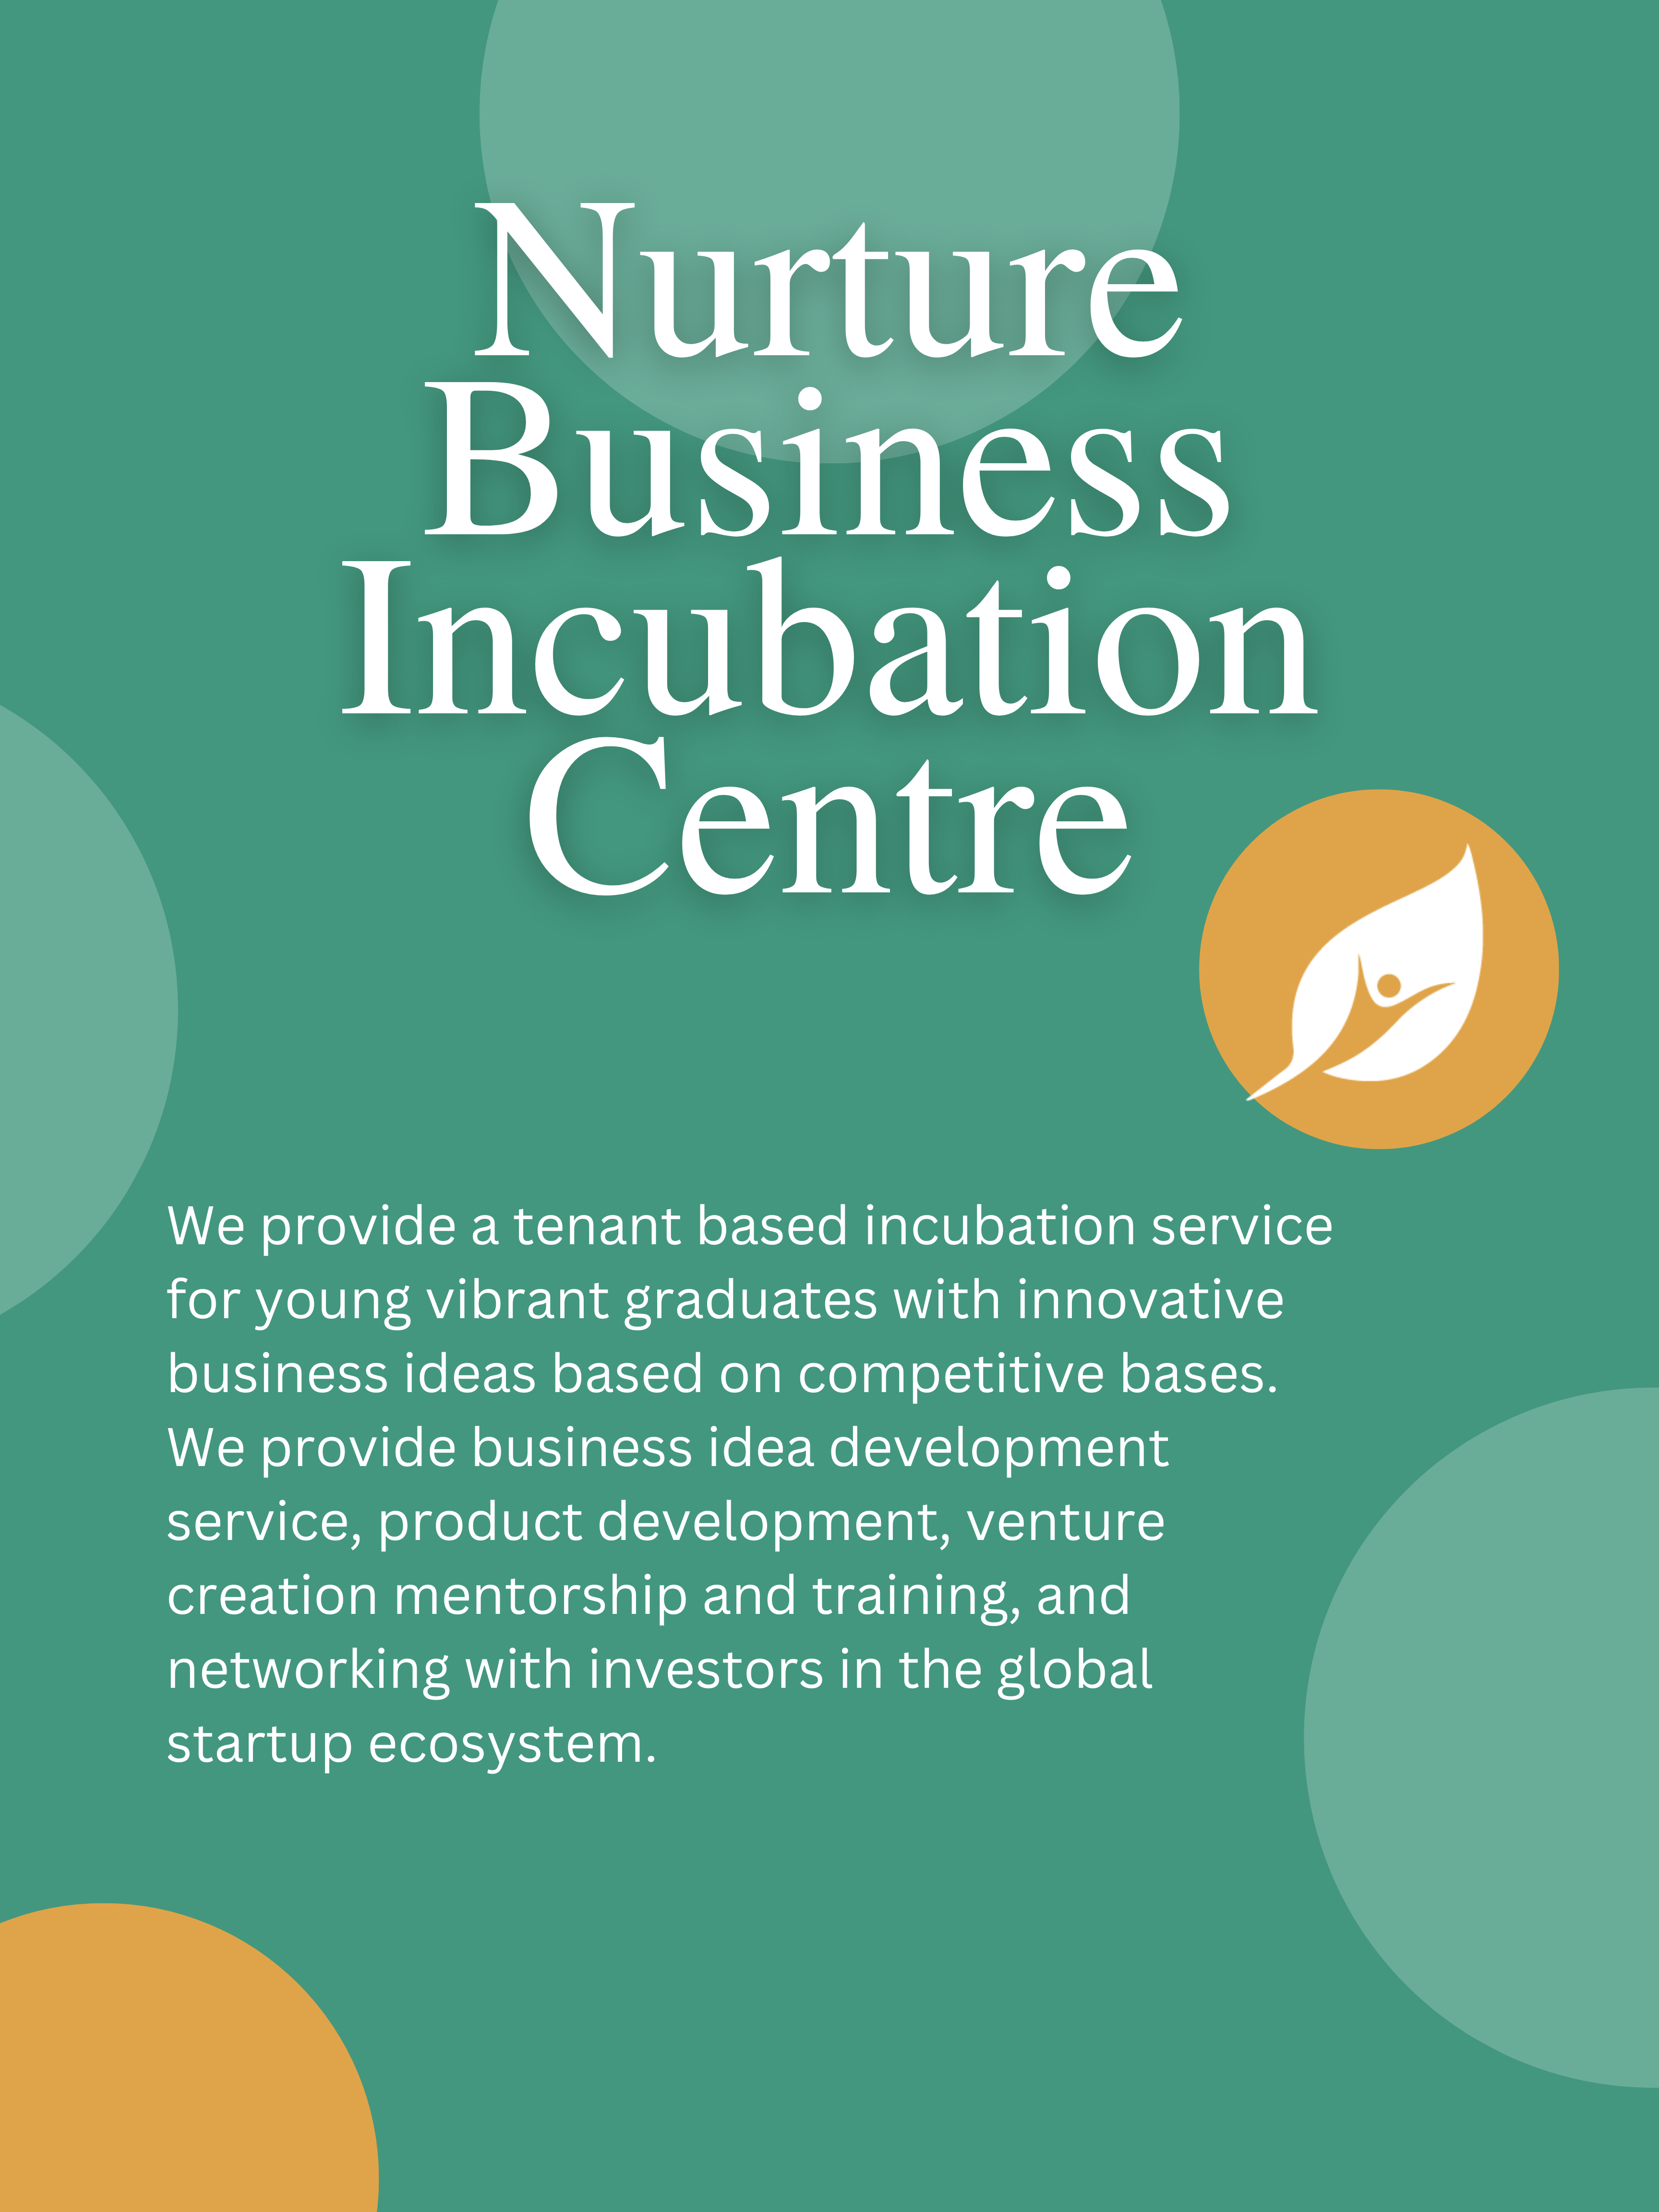 Nurture
Business
Incubation
Centre
We provide a tenant based incubation service
for young vibrant graduates with innovative
business ideas based on competitive bases.
We provide business idea development
service, product development, venture
creation mentorship and training, and
networking with investors in the global
startup ecosystem.